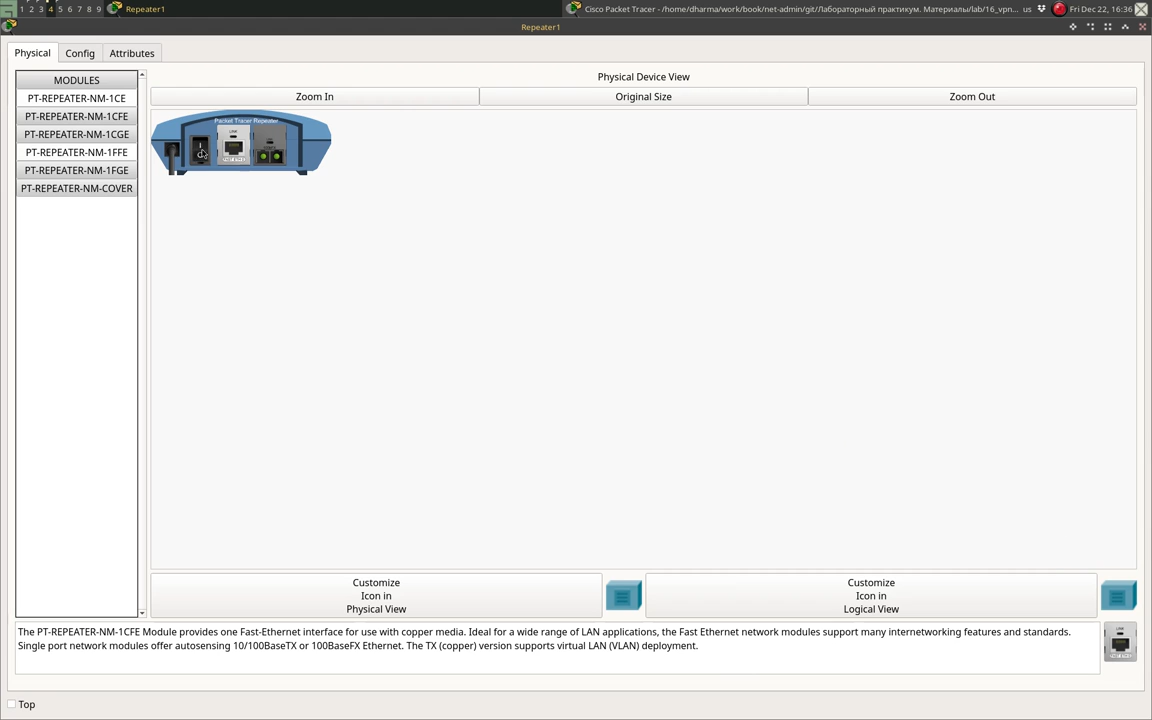 1 2 3 4 5 6 7 8 9 Repeater1 Cisco Packet Tracer - /home/dharma/work/book/net-admin/git/Лабораторный практикум. Материалы/lab/16_vpn... us Fri Dec 22, 16:36
Repeater1
Physical Config Attributes
MODULES
PT-REPEATER-NM-1CE
PT-REPEATER-NM-1CFE
PT-REPEATER-NM-1CGE
PT-REPEATER-NM-1FFE
PT-REPEATER-NM-1FGE
PT-REPEATER-NM-COVER
Physical Device View
Zoom In Original Size Zoom Out
Packet Tracer Repeater
LINK
Customize
Icon in
Physical View
Customize
Icon in
Logical View
The PT-REPEATER-NM-1CFE Module provides one Fast-Ethernet interface for use with copper media. Ideal for a wide range of LAN applications, the Fast Ethernet network modules support many internetworking features and standards.
Single port network modules offer autosensing 10/100BaseTX or 100BaseFX Ethernet. The TX (copper) version supports virtual LAN (VLAN) deployment.
Top